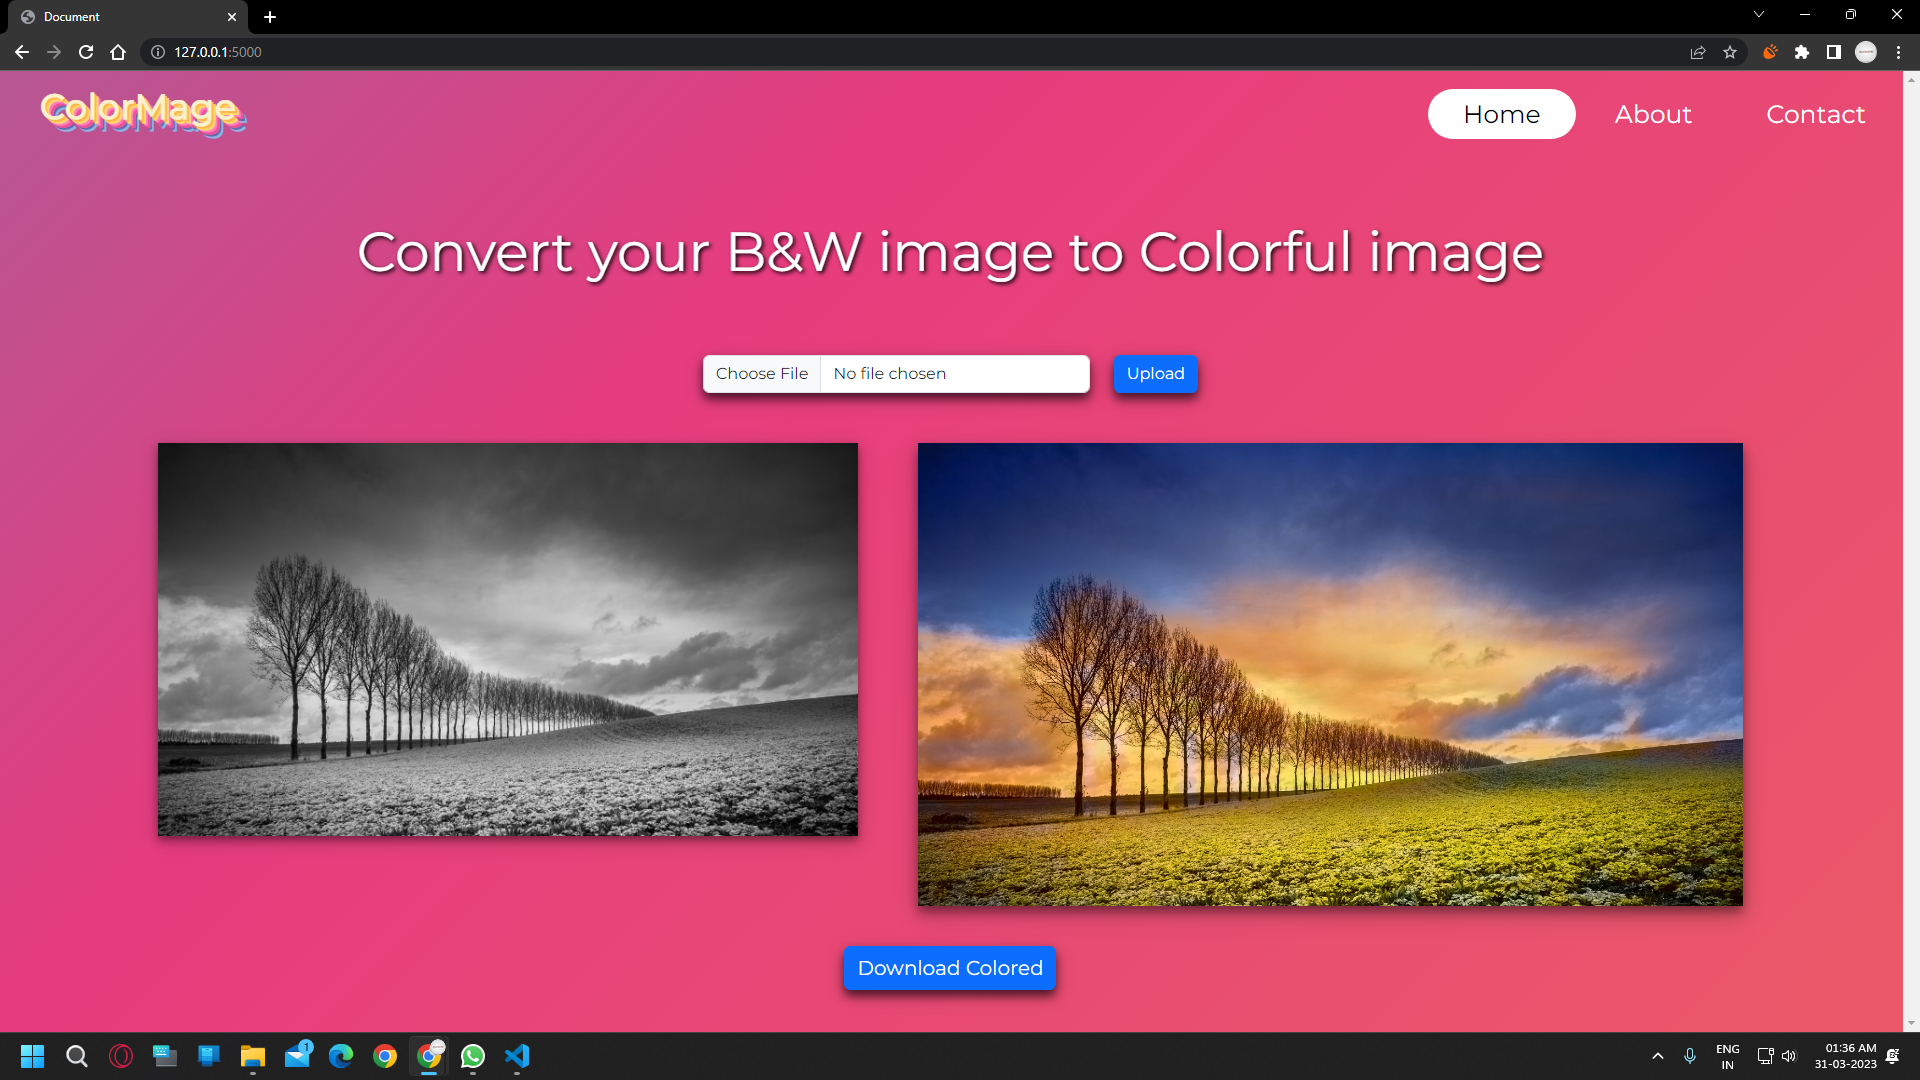 Document
127.0.0.1:5000
ColorMage
Home
About
Contact
Convert your B&W image to Colorful image
Choose File
No file chosen
Upload
Download Colored
1
ENG
IN
01:36 AM
31-03-2023